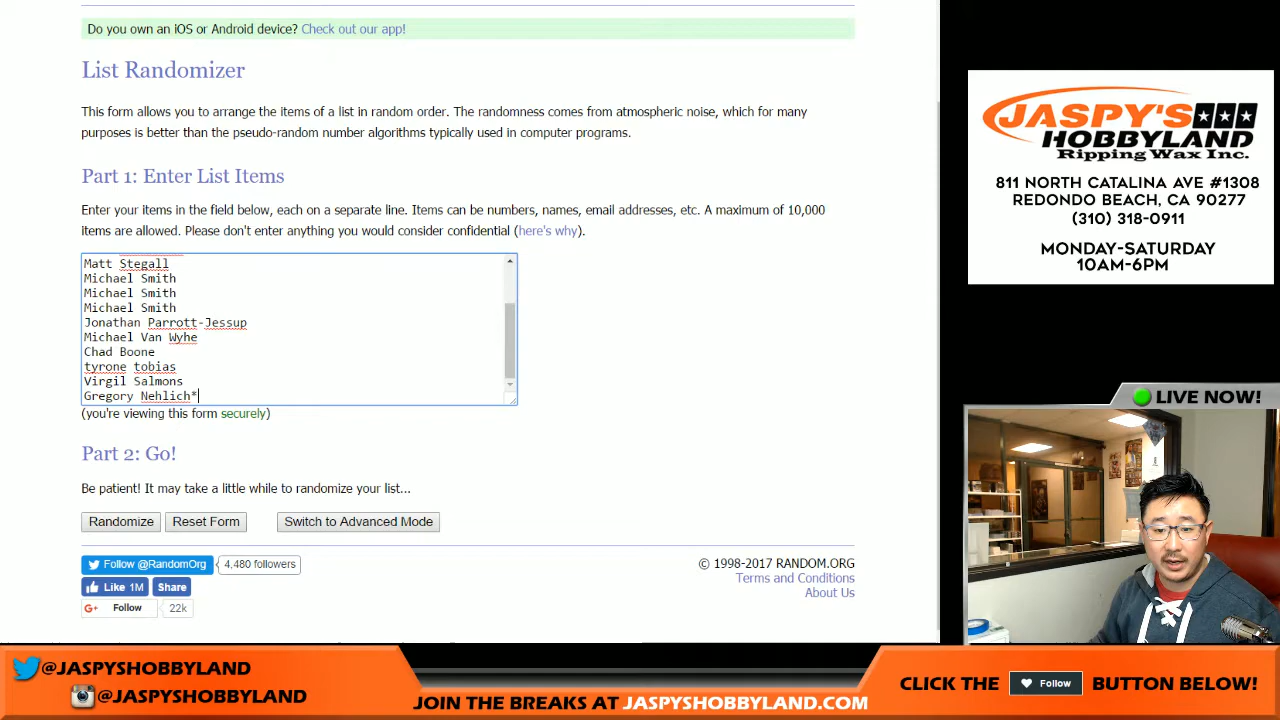 Do you own an iOS or Android device? Check out our app!
List Randomizer
This form allows you to arrange the items of a list in random order. The randomness comes from atmospheric noise, which for many
purposes is better than the pseudo-random number algorithms typically used in computer programs.
Part 1: Enter List Items
Enter your items in the field below, each on a separate line. Items can be numbers, names, email addresses, etc. A maximum of 10,000
items are allowed. Please don't enter anything you would consider confidential (here's why).
Matt Stegall
Michael Smith
Michael Smith
Michael Smith
Jonathan Parrott-Jessup
Michael Van Wyhe
Chad Boone
tyrone tobias
Virgil Salmons
Gregory Nehlich*
(you're viewing this form securely)
Part 2: Go!
Be patient! It may take a little while to randomize your list...
Randomize Reset Form Switch to Advanced Mode
Follow @RandomOrg 4,480 followers
Like 1M Share
G+ Follow 22k
© 1998-2017 RANDOM.ORG
Terms and Conditions
About Us
JASPY'S
HOBBYLAND
Ripping Wax Inc.
811 NORTH CATALINA AVE #1308
REDONDO BEACH, CA 90277
(310) 318-0911
MONDAY-SATURDAY
10AM-6PM
LIVE NOW!
@JASPYSHOBBYLAND
@JASPYSHOBBYLAND
JOIN THE BREAKS AT JASPYSHOBBYLAND.COM
CLICK THE Follow BUTTON BELOW!